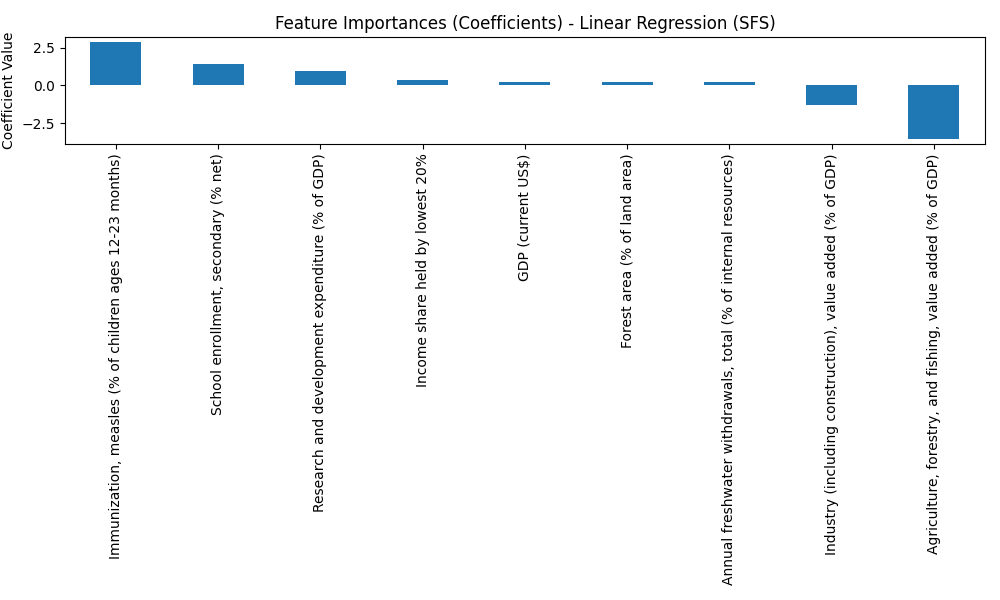 Feature Importances (Coefficients) - Linear Regression (SFS)
Coefficient Value
2.5
0.0
−2.5
Immunization, measles (% of children ages 12-23 months)
School enrollment, secondary (% net)
Research and development expenditure (% of GDP)
Income share held by lowest 20%
GDP (current US$)
Forest area (% of land area)
Annual freshwater withdrawals, total (% of internal resources)
Industry (including construction), value added (% of GDP)
Agriculture, forestry, and fishing, value added (% of GDP)